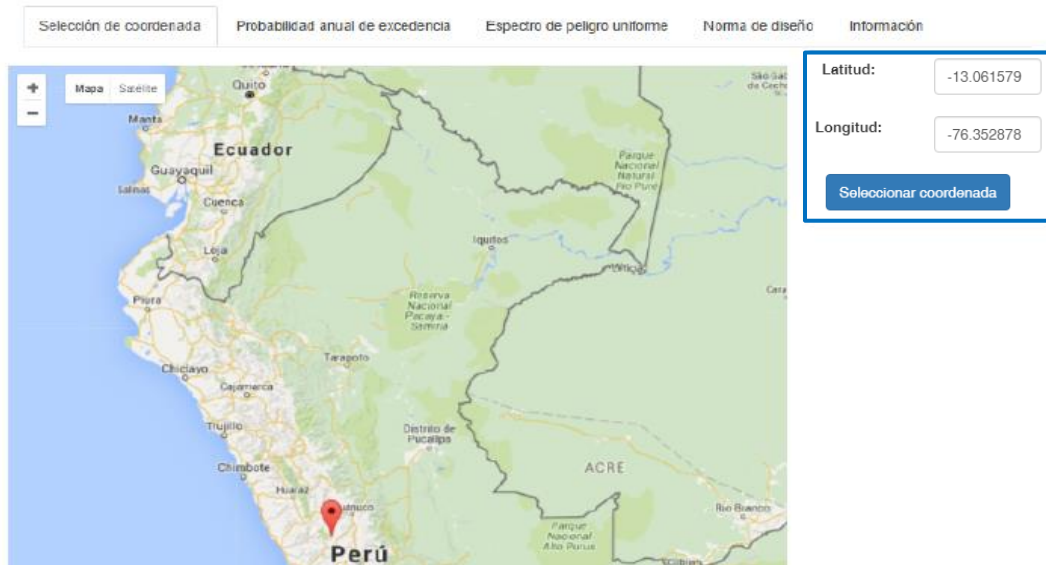 Selección de coordenada Probabilidad anual de excedencia Espectro de peligro uniforme Norma de diseño Información
Latitud: -13.061579
Longitud: -76.352878
Seleccionar coordenada
+
−
Mapa Satélite
Quito
Manta
Ecuador
Guayaquil
Salinas
Cuenca
Loja
Parque
Nacional
Natural
Río Puré
Iquitos
Piura
Reserva
Nacional
Pacaya -
Samiria
Tarapoto
Chiclayo
Cajamarca
Trujillo
Distrito de
Pucallpa
Chimbote
ACRE
Huaraz
Rio Branco
Parque
Nacional
Alto Purus
Perú